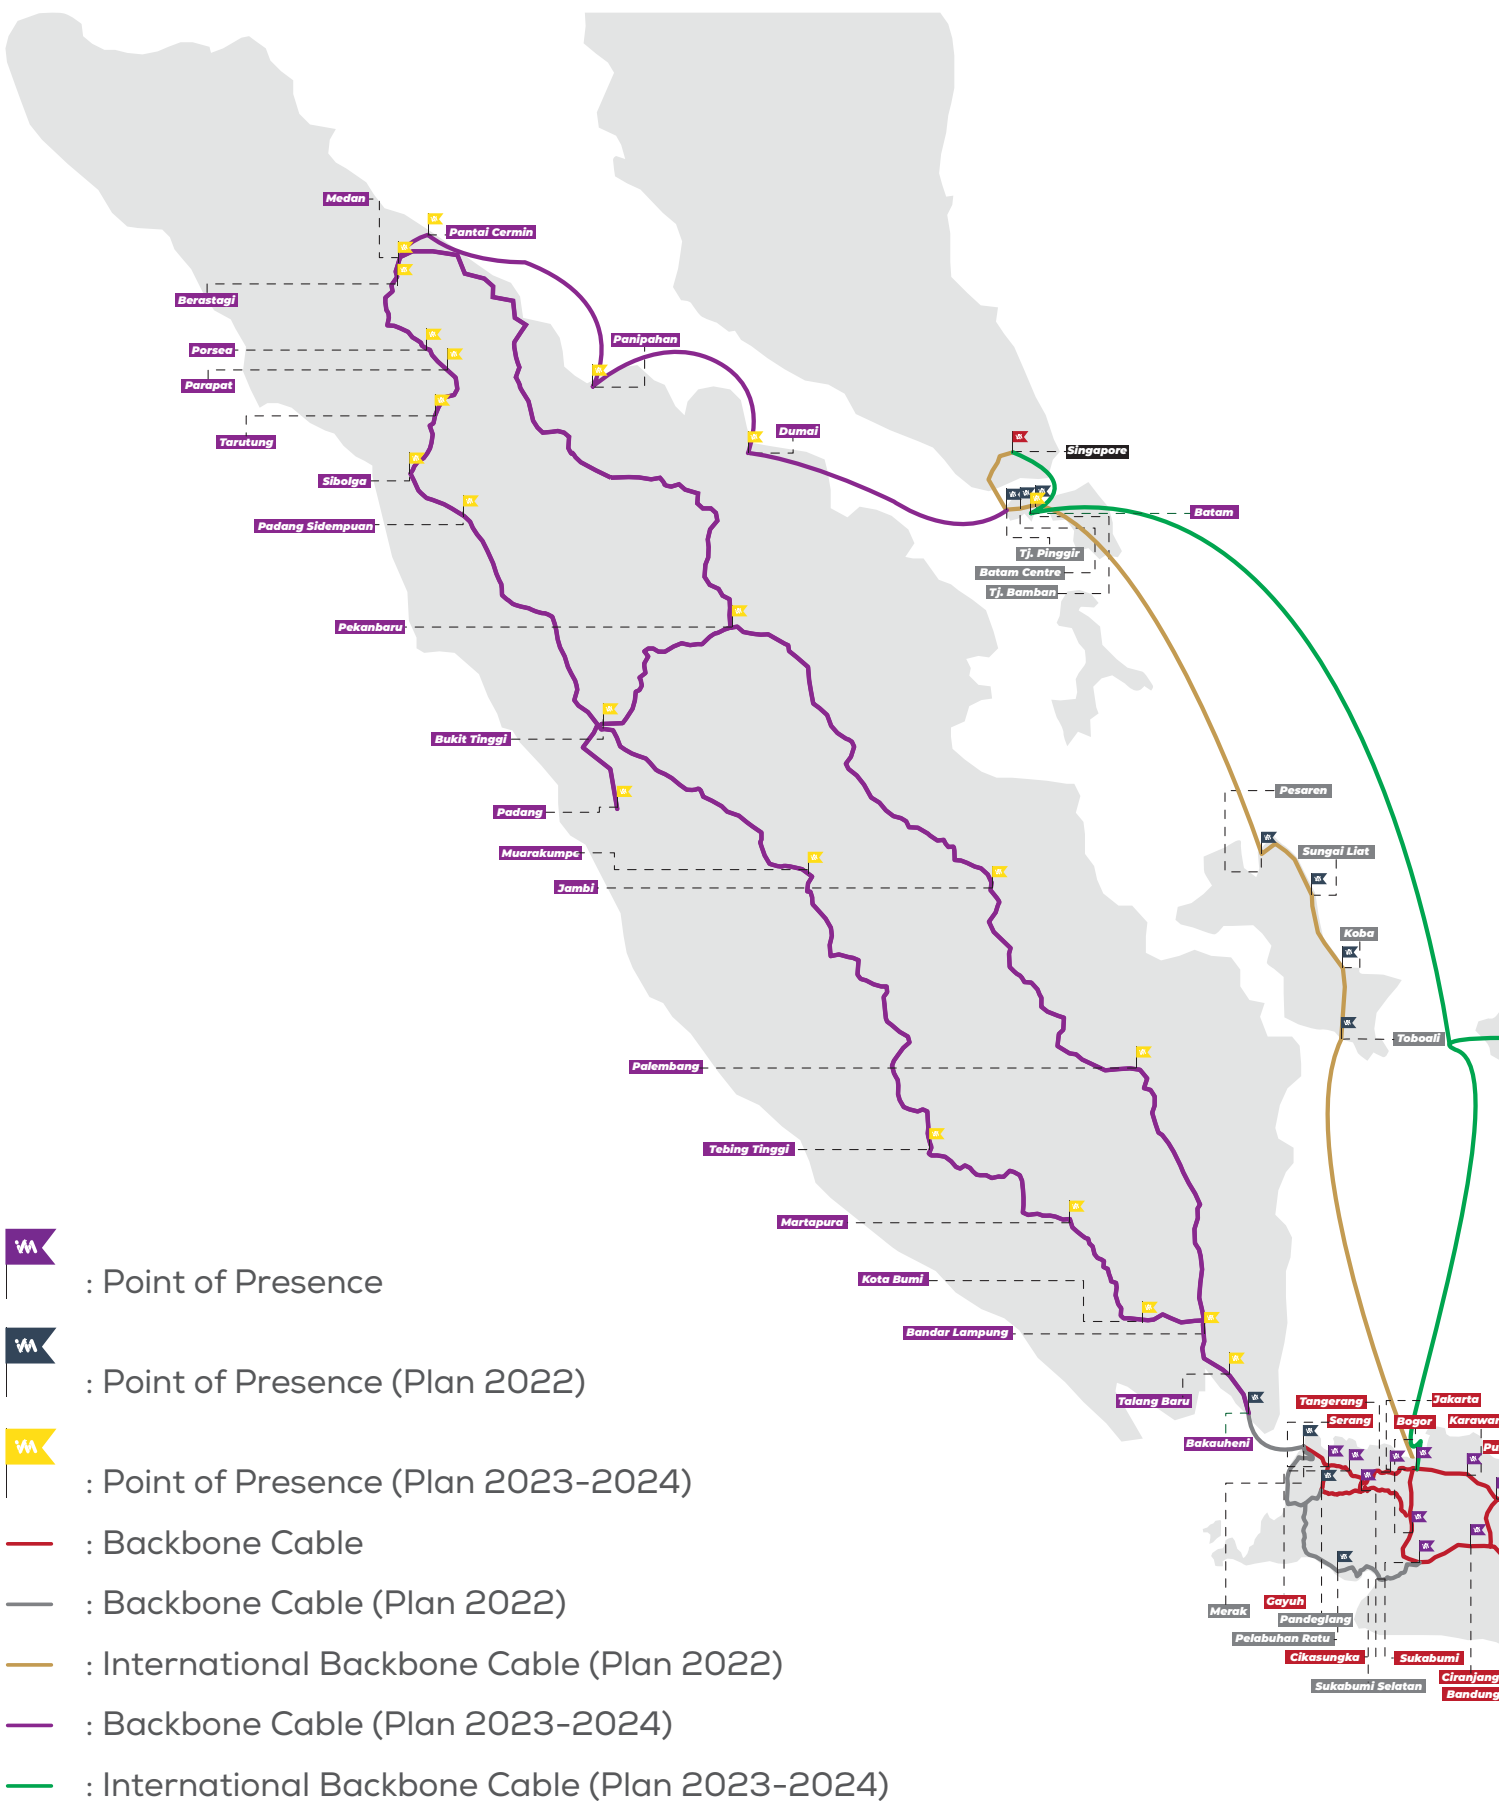 Medan
Pantai Cermin
Berastagi
Panipahan
Porsea
Parapat
Dumai
Tarutung
Singapore
Sibolga
Batam
Padang Sidempuan
Tj. Pinggir
Batam Centre
Tj. Bamban
Pekanbaru
Bukit Tinggi
Pesaren
Padang
Muarakumpe
Sungai Liat
Jambi
Koba
Toboali
Palembang
Tebing Tinggi
Martapura
Kota Bumi
Bandar Lampung
Talang Baru
Tangerang
Jakarta
Serang
Bogor
Karawan
Bakauheni
Pu
Gayuh
Merak
Pandeglang
Pelabuhan Ratu
Cikasungka
Sukabumi
Ciranjang
Sukabumi Selatan
Bandung
: Point of Presence
: Point of Presence (Plan 2022)
: Point of Presence (Plan 2023-2024)
: Backbone Cable
: Backbone Cable (Plan 2022)
: International Backbone Cable (Plan 2022)
: Backbone Cable (Plan 2023-2024)
: International Backbone Cable (Plan 2023-2024)